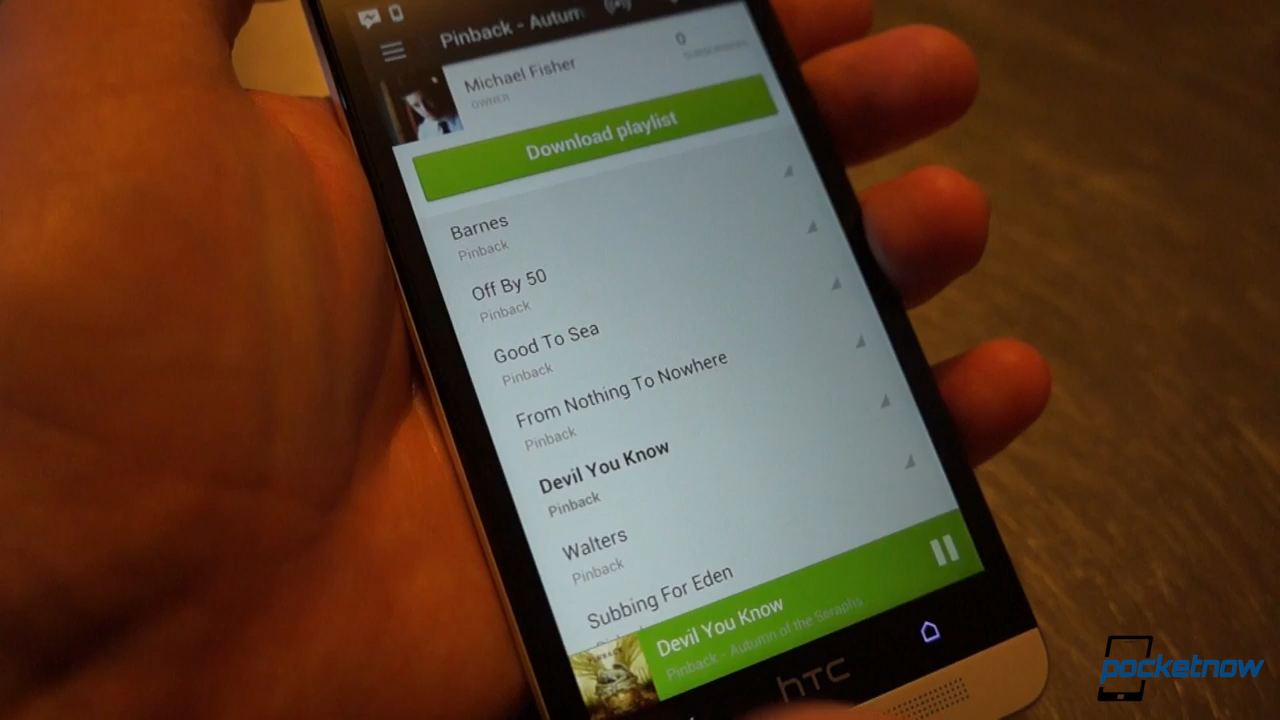 Pinback - Autum
Michael Fisher
0
OWNER
SUBSCRIBERS
Download playlist
Barnes
Pinback
Off By 50
Pinback
Good To Sea
Pinback
From Nothing To Nowhere
Pinback
Devil You Know
Pinback
Walters
Pinback
Subbing For Eden
Devil You Know
Pinback - Autumn of the Seraphs
hTC
pocketnow